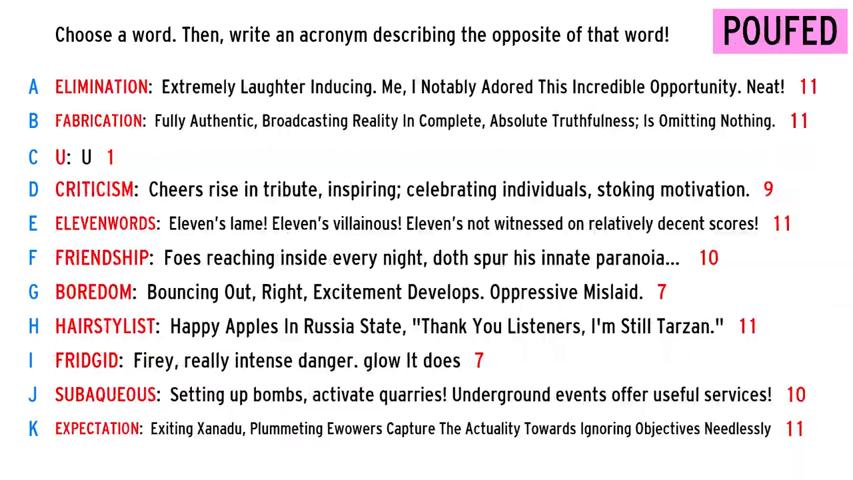 Choose a word. Then, write an acronym describing the opposite of that word!
POUFED
A ELIMINATION: Extremely Laughter Inducing. Me, I Notably Adored This Incredible Opportunity. Neat! 11
B FABRICATION: Fully Authentic, Broadcasting Reality In Complete, Absolute Truthfulness; Is Omitting Nothing. 11
C U: U 1
D CRITICISM: Cheers rise in tribute, inspiring; celebrating individuals, stoking motivation. 9
E ELEVENWORDS: Eleven's lame! Eleven's villainous! Eleven's not witnessed on relatively decent scores! 11
F FRIENDSHIP: Foes reaching inside every night, doth spur his innate paranoia... 10
G BOREDOM: Bouncing Out, Right, Excitement Develops. Oppressive Mislaid. 7
H HAIRSTYLIST: Happy Apples In Russia State, "Thank You Listeners, I'm Still Tarzan." 11
I FRIDGID: Firey, really intense danger. glow It does 7
J SUBAQUEOUS: Setting up bombs, activate quarries! Underground events offer useful services! 10
K EXPECTATION: Exiting Xanadu, Plummeting Ewowers Capture The Actuality Towards Ignoring Objectives Needlessly 11